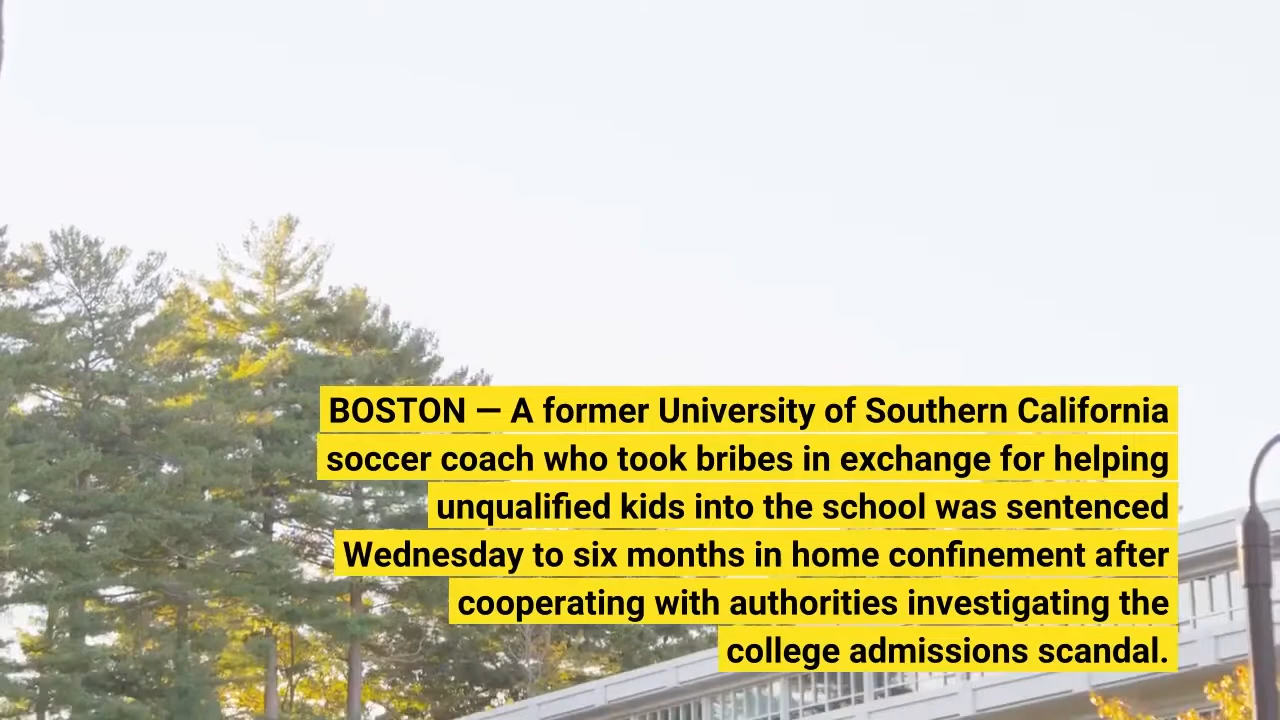 BOSTON — A former University of Southern California
soccer coach who took bribes in exchange for helping
unqualified kids into the school was sentenced
Wednesday to six months in home confinement after
cooperating with authorities investigating the
college admissions scandal.